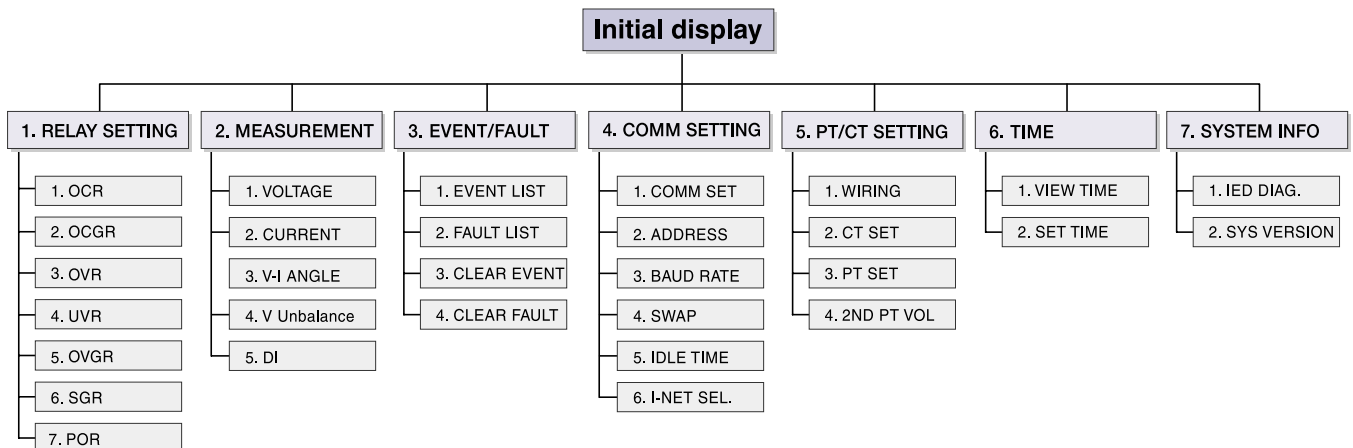 Initial display
1. RELAY SETTING
1. OCR
2. OCGR
3. OVR
4. UVR
5. OVGR
6. SGR
7. POR
2. MEASUREMENT
1. VOLTAGE
2. CURRENT
3. V-I ANGLE
4. V Unbalance
5. DI
3. EVENT/FAULT
1. EVENT LIST
2. FAULT LIST
3. CLEAR EVENT
4. CLEAR FAULT
4. COMM SETTING
1. COMM SET
2. ADDRESS
3. BAUD RATE
4. SWAP
5. IDLE TIME
6. I-NET SEL.
5. PT/CT SETTING
1. WIRING
2. CT SET
3. PT SET
4. 2ND PT VOL
6. TIME
1. VIEW TIME
2. SET TIME
7. SYSTEM INFO
1. IED DIAG.
2. SYS VERSION